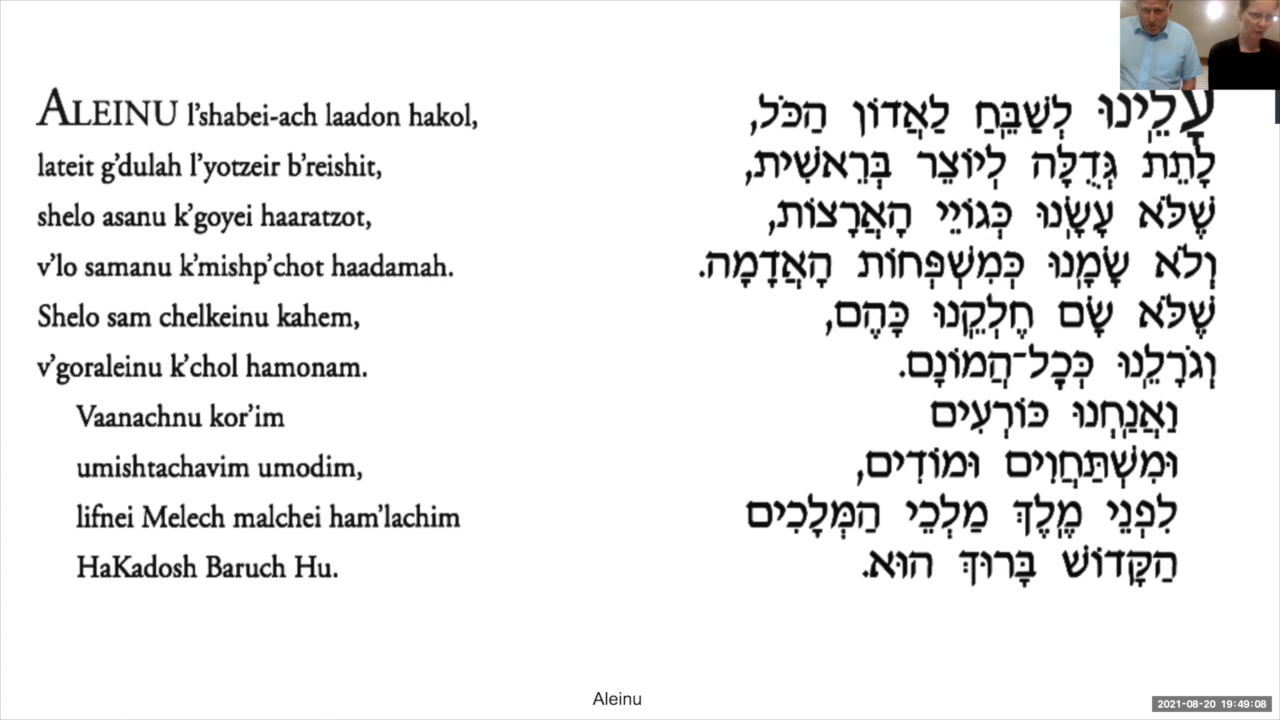 ALEINU l'shabei-ach laadon hakol,
lateit g'dulah l'yotzeir b'reishit,
shelo asanu k'goyei haaratzot,
v'lo samanu k'mishp'chot haadamah.
Shelo sam chelkeinu kahem,
v'goraleinu k'chol hamonam.
Vaanachnu kor'im
umishtachavim umodim,
lifnei Melech malchei ham'lachim
HaKadosh Baruch Hu.
עָלֵֽינוּ לְשַׁבֵּֽחַ לַאֲדוֹן הַכֹּל,
לָתֵת גְּדֻלָּה לְיוֹצֵר בְּרֵאשִׁית,
שֶׁלֹּא עָשָֽׂנוּ כְּגוֹיֵי הָאֲרָצוֹת,
וְלֹא שָׂמָֽנוּ כְּמִשְׁפְּחוֹת הָאֲדָמָה.
שֶׁלֹּא שָׂם חֶלְקֵֽנוּ כָּהֶם,
וְגֹרָלֵֽנוּ כְּכָל־הֲמוֹנָם.
וַאֲנַֽחְנוּ כּוֹרְעִים
וּמִשְׁתַּחֲוִים וּמוֹדִים,
לִפְנֵי מֶֽלֶךְ מַלְכֵי הַמְּלָכִים
הַקָּדוֹשׁ בָּרוּךְ הוּא.
Aleinu
2021-08-20 19:49:08